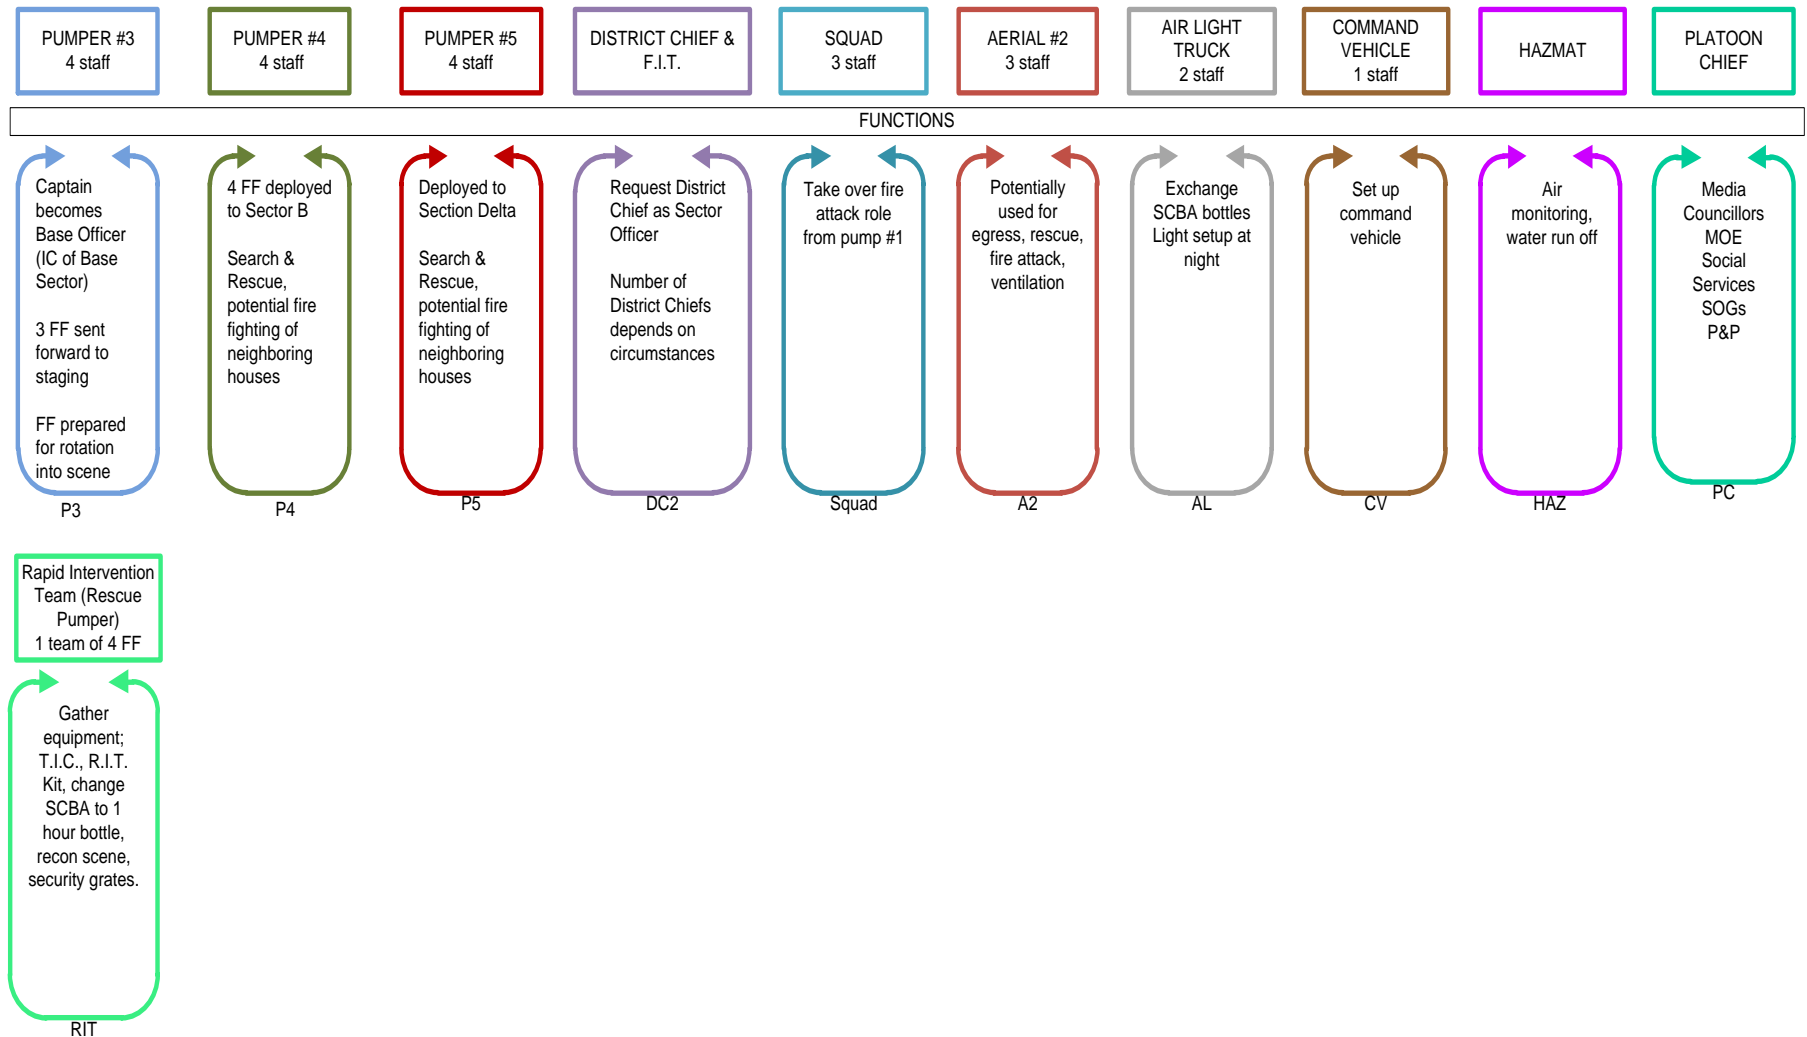 PUMPER #3
4 staff
PUMPER #4
4 staff
PUMPER #5
4 staff
DISTRICT CHIEF &
F.I.T.
SQUAD
3 staff
AERIAL #2
3 staff
AIR LIGHT
TRUCK
2 staff
COMMAND
VEHICLE
1 staff
HAZMAT
PLATOON
CHIEF
FUNCTIONS
Captain
becomes
Base Officer
(IC of Base
Sector)
3 FF sent
forward to
staging
FF prepared
for rotation
into scene
P3
4 FF deployed
to Sector B
Search &
Rescue,
potential fire
fighting of
neighboring
houses
P4
Deployed to
Section Delta
Search &
Rescue,
potential fire
fighting of
neighboring
houses
P5
Request District
Chief as Sector
Officer
Number of
District Chiefs
depends on
circumstances
DC2
Take over fire
attack role
from pump #1
Squad
Potentially
used for
egress, rescue,
fire attack,
ventilation
A2
Exchange
SCBA bottles
Light setup at
night
AL
Set up
command
vehicle
CV
Air
monitoring,
water run off
HAZ
Media
Councillors
MOE
Social
Services
SOGs
P&P
PC
Rapid Intervention
Team (Rescue
Pumper)
1 team of 4 FF
Gather
equipment;
T.I.C., R.I.T.
Kit, change
SCBA to 1
hour bottle,
recon scene,
security grates.
RIT